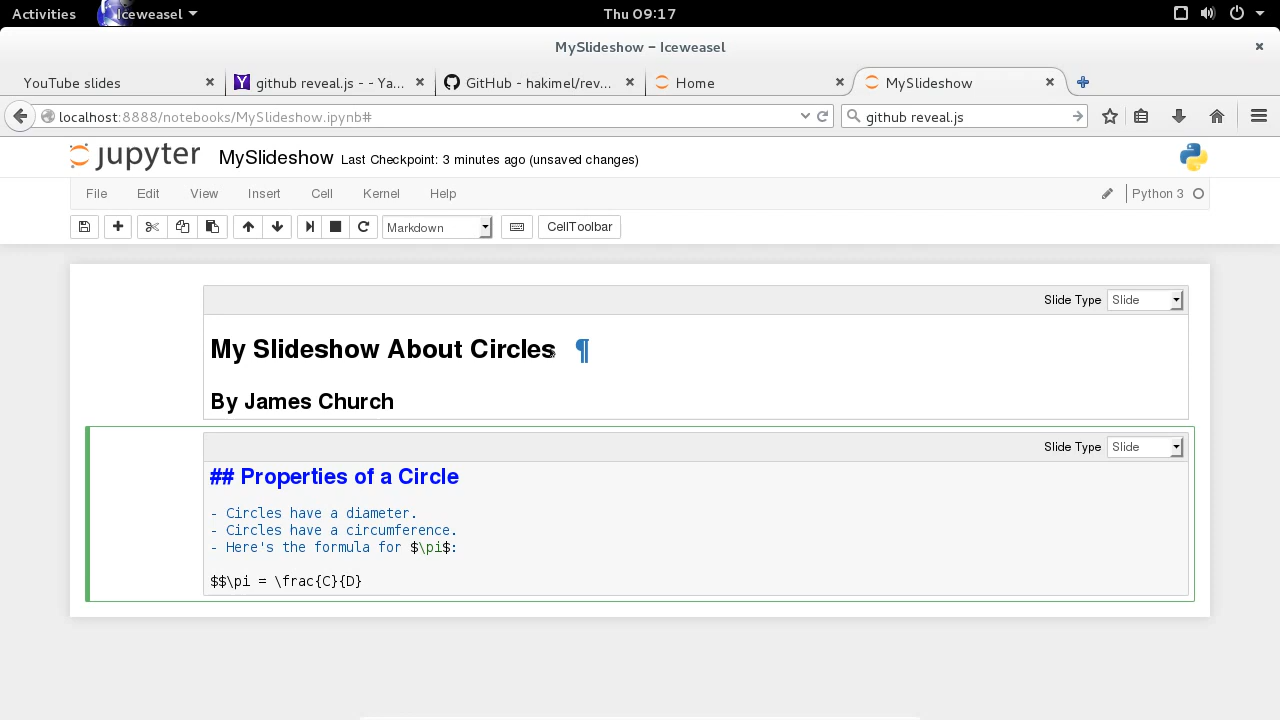 Activities
Iceweasel
Thu 09:17
MySlideshow – Iceweasel
YouTube slides
github reveal.js - - Ya...
GitHub - hakimel/rev...
Home
MySlideshow
localhost:8888/notebooks/MySlideshow.ipynb#
github reveal.js
jupyter
MySlideshow Last Checkpoint: 3 minutes ago (unsaved changes)
File Edit View Insert Cell Kernel Help
Python 3
Markdown
CellToolbar
Slide Type Slide
My Slideshow About Circles ¶
By James Church
Slide Type Slide
## Properties of a Circle
- Circles have a diameter.
- Circles have a circumference.
- Here's the formula for $\pi$:
$$\pi = \frac{C}{D}